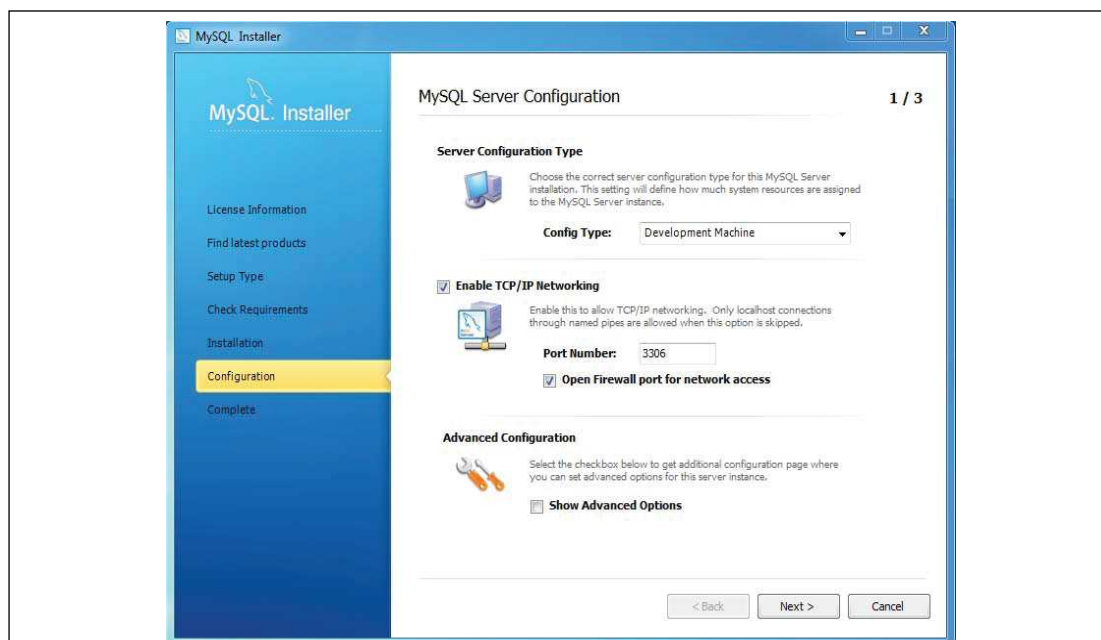 MySQL Installer
MySQL. Installer
License Information
Find latest products
Setup Type
Check Requirements
Installation
Configuration
Complete
MySQL Server Configuration
1 / 3
Server Configuration Type
Choose the correct server configuration type for this MySQL Server
installation. This setting will define how much system resources are assigned
to the MySQL Server instance.
Config Type: Development Machine
Enable TCP/IP Networking
Enable this to allow TCP/IP networking. Only localhost connections
through named pipes are allowed when this option is skipped.
Port Number: 3306
Open Firewall port for network access
Advanced Configuration
Select the checkbox below to get additional configuration page where
you can set advanced options for this server instance.
Show Advanced Options
< Back Next > Cancel